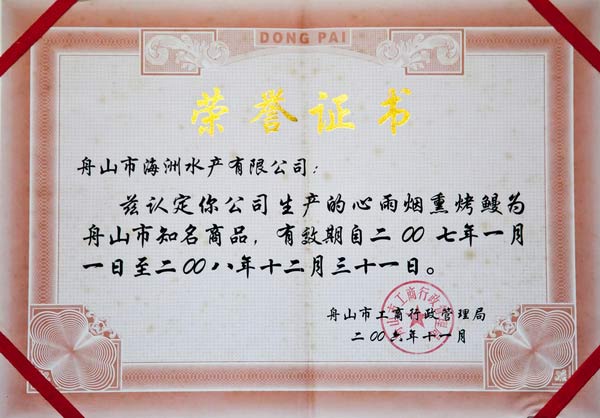 DONG PAI
荣誉证书
舟山市海洲水产有限公司:
兹认定你公司生产的心雨烟熏烤鳗为
舟山市知名商品,有效期自二00七年一月
一日至二00八年十二月三十一日。
舟山市工商行政管理局
二00六年十一月